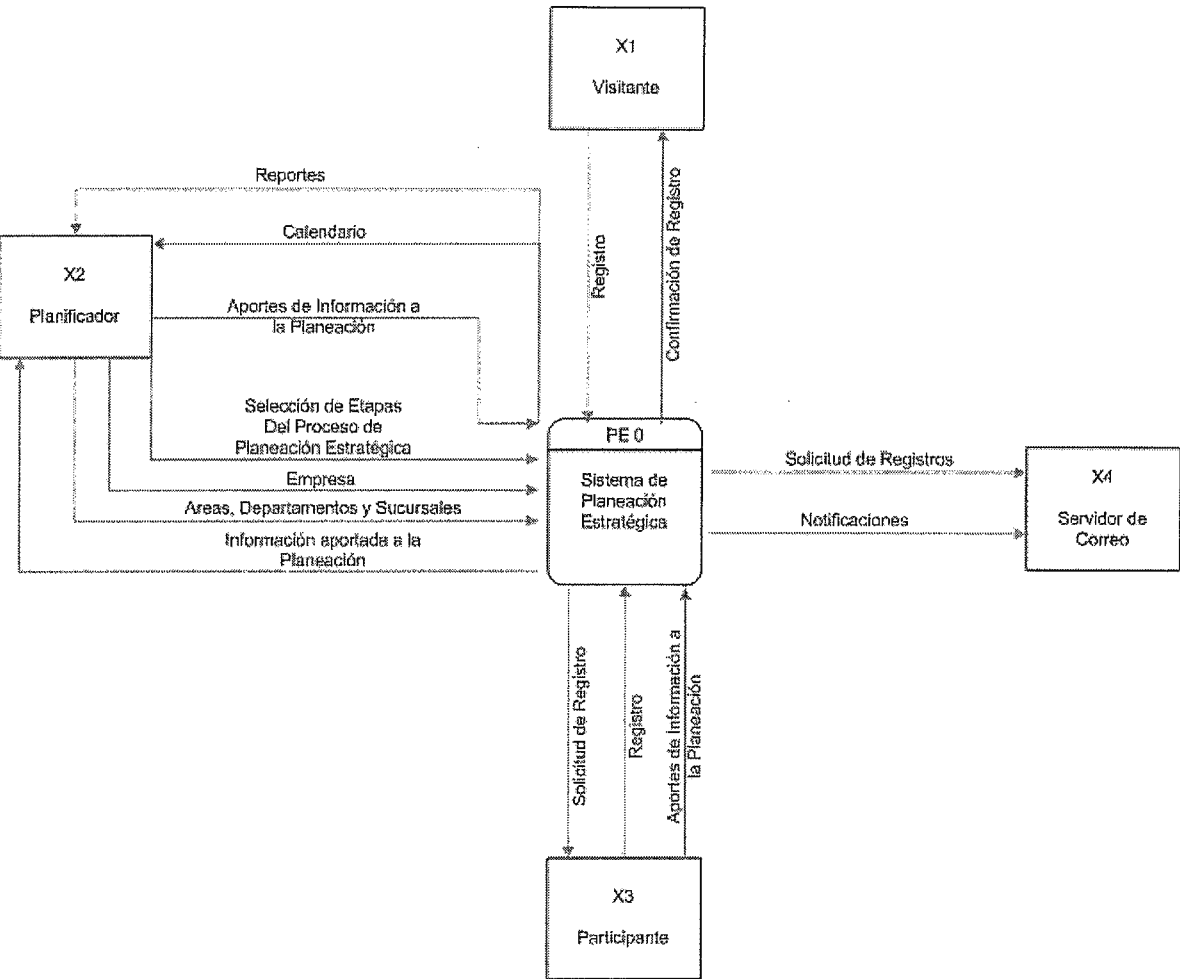 X1
Visitante
Reportes
Calendario
X2
Planificador
Aportes de Información a
la Planeación
Registro
Confirmación de Registro
Selección de Etapas
Del Proceso de
Planeación Estratégica
Empresa
Areas, Departamentos y Sucursales
Información aportada a la
Planeación
PE 0
Sistema de
Planeación
Estratégica
Solicitud de Registros
Notificaciones
X4
Servidor de
Correo
Solicitud de Registro
Registro
Aportes de Información a
la Planeación
X3
Participante